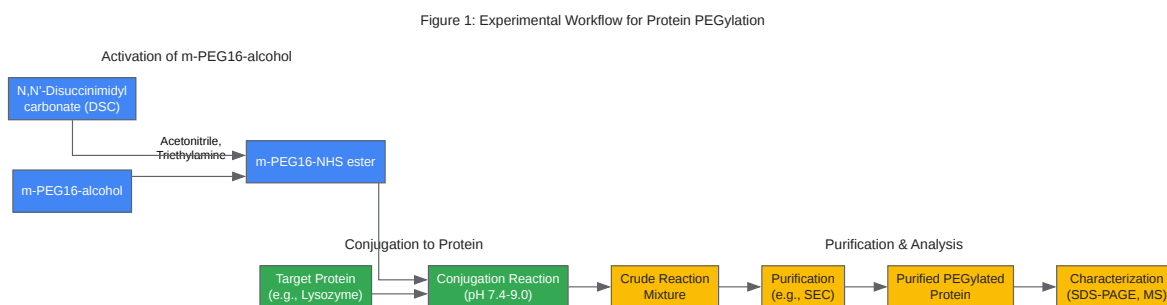 Figure 1: Experimental Workflow for Protein PEGylation
Activation of m-PEG16-alcohol
N,N'-Disuccinimidyl
carbonate (DSC)
Acetonitrile,
Triethylamine
m-PEG16-NHS ester
m-PEG16-alcohol
Conjugation to Protein
Purification & Analysis
Target Protein
(e.g., Lysozyme)
Conjugation Reaction
(pH 7.4-9.0)
Crude Reaction
Mixture
Purification
(e.g., SEC)
Purified PEGylated
Protein
Characterization
(SDS-PAGE, MS)